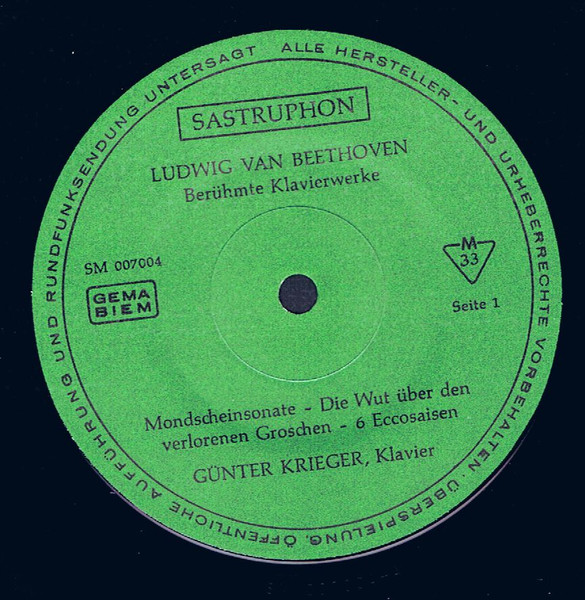 ALLE HERSTELLER- UND URHEBERRECHTE VORBEHALTEN · ÜBERSPIELUNG, ÖFFENTLICHE AUFFÜHRUNG UND RUNDFUNKSENDUNG UNTERSAGT
SASTRUPHON
LUDWIG VAN BEETHOVEN
Berühmte Klavierwerke
SM 007004
GEMA
BIEM
M
33
Seite 1
Mondscheinsonate - Die Wut über den
verlorenen Groschen - 6 Eccosaisen
GÜNTER KRIEGER, Klavier